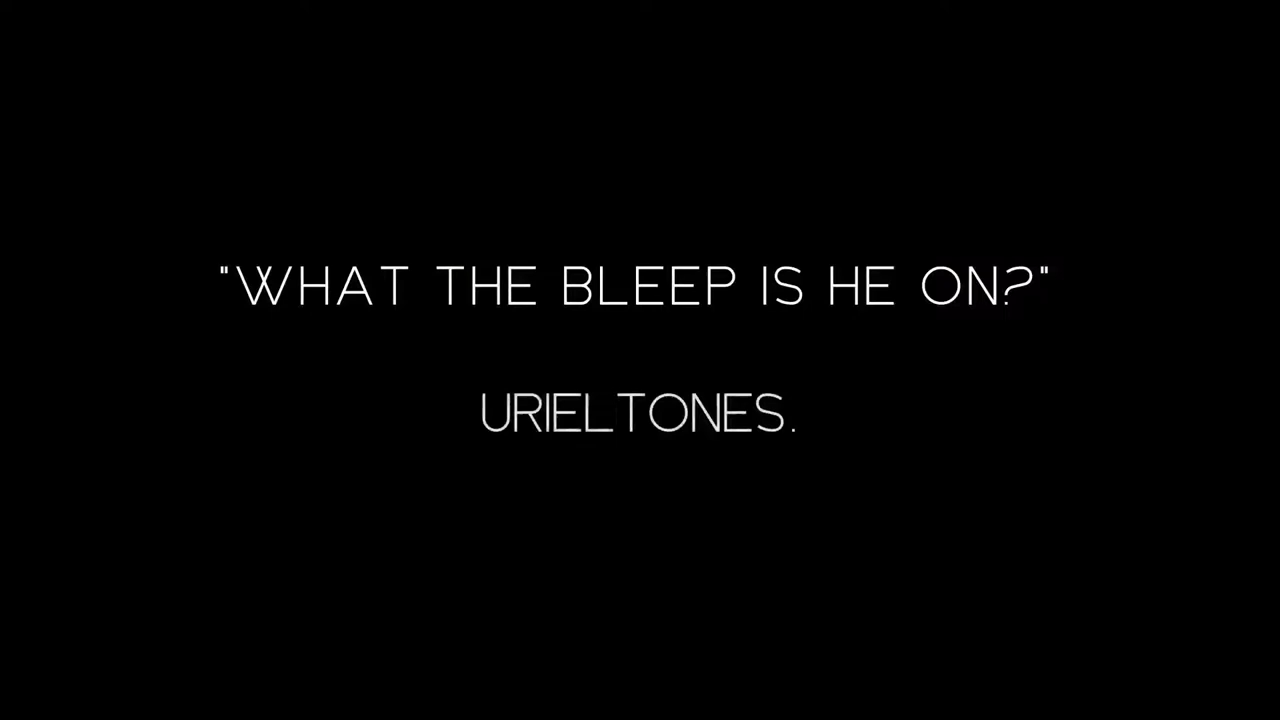 "WHAT THE BLEEP IS HE ON?"
URIELTONES.